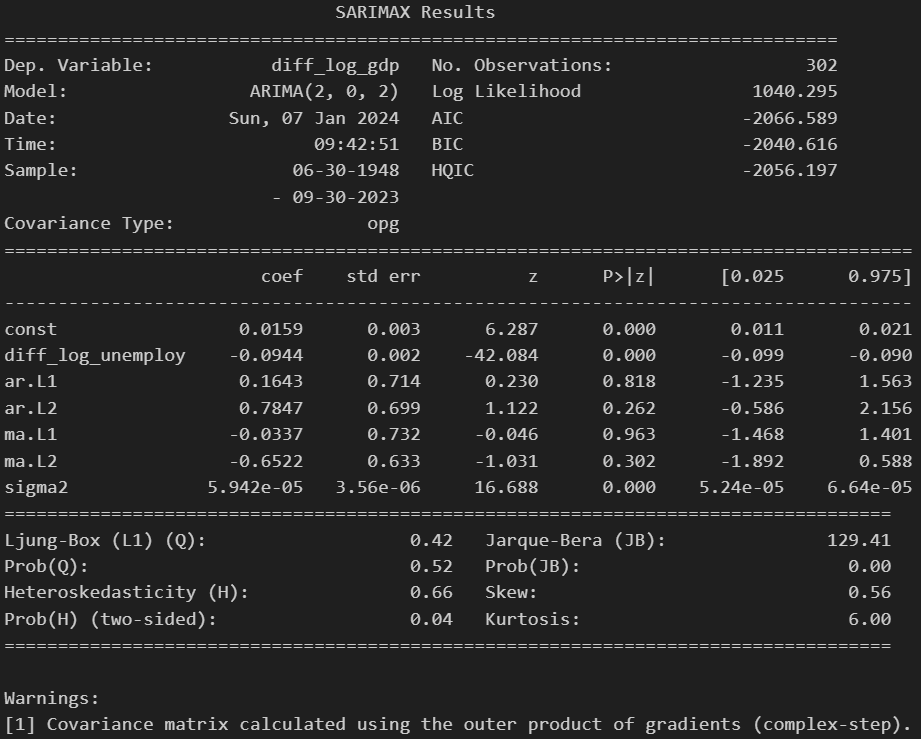 SARIMAX Results
==============================================================================
Dep. Variable:           diff_log_gdp   No. Observations:                  302
Model:                 ARIMA(2, 0, 2)   Log Likelihood                1040.295
Date:                Sun, 07 Jan 2024   AIC                          -2066.589
Time:                        09:42:51   BIC                          -2040.616
Sample:                    06-30-1948   HQIC                         -2056.197
                         - 09-30-2023
Covariance Type:                  opg
=====================================================================================
                        coef    std err          z      P>|z|      [0.025      0.975]
-------------------------------------------------------------------------------------
const                 0.0159      0.003      6.287      0.000       0.011       0.021
diff_log_unemploy    -0.0944      0.002    -42.084      0.000      -0.099      -0.090
ar.L1                 0.1643      0.714      0.230      0.818      -1.235       1.563
ar.L2                 0.7847      0.699      1.122      0.262      -0.586       2.156
ma.L1                -0.0337      0.732     -0.046      0.963      -1.468       1.401
ma.L2                -0.6522      0.633     -1.031      0.302      -1.892       0.588
sigma2             5.942e-05   3.56e-06     16.688      0.000    5.24e-05    6.64e-05
===================================================================================
Ljung-Box (L1) (Q):                   0.42   Jarque-Bera (JB):               129.41
Prob(Q):                              0.52   Prob(JB):                         0.00
Heteroskedasticity (H):               0.66   Skew:                             0.56
Prob(H) (two-sided):                  0.04   Kurtosis:                         6.00
===================================================================================
Warnings:
[1] Covariance matrix calculated using the outer product of gradients (complex-step).